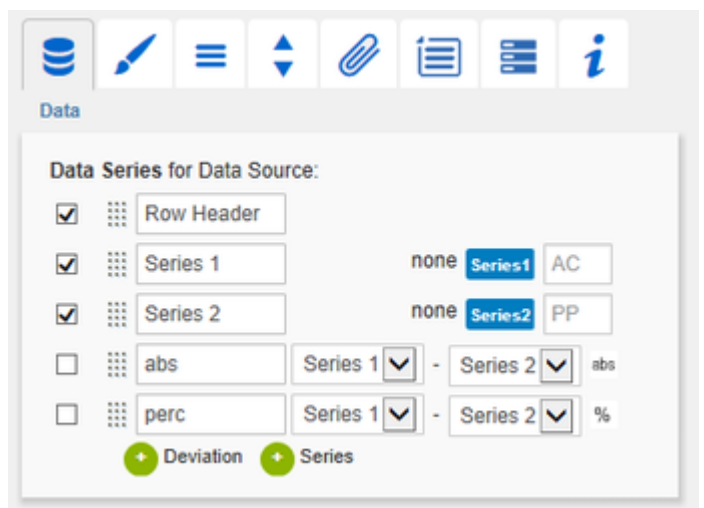 Data
Data Series for Data Source:
Row Header
Series 1 none Series1 AC
Series 2 none Series2 PP
abs Series 1 - Series 2 abs
perc Series 1 - Series 2 %
+ Deviation + Series